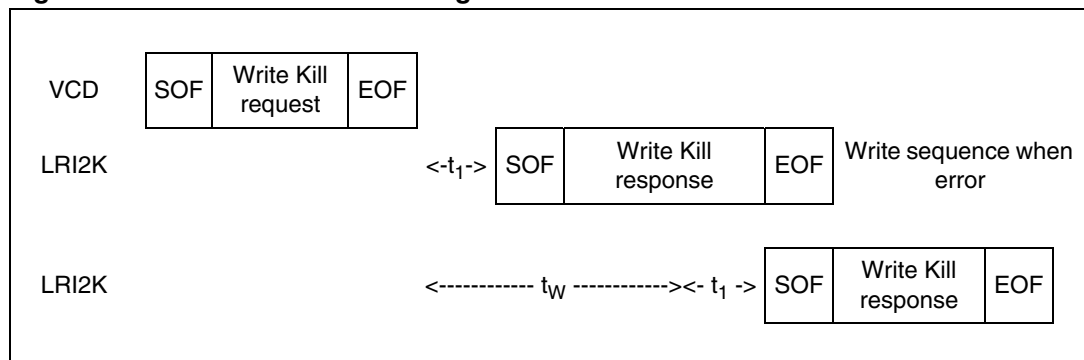 VCD SOF Write Kill request EOF
LRI2K <-t1-> SOF Write Kill response EOF Write sequence when error
LRI2K <------------ tW ------------><- t1 -> SOF Write Kill response EOF